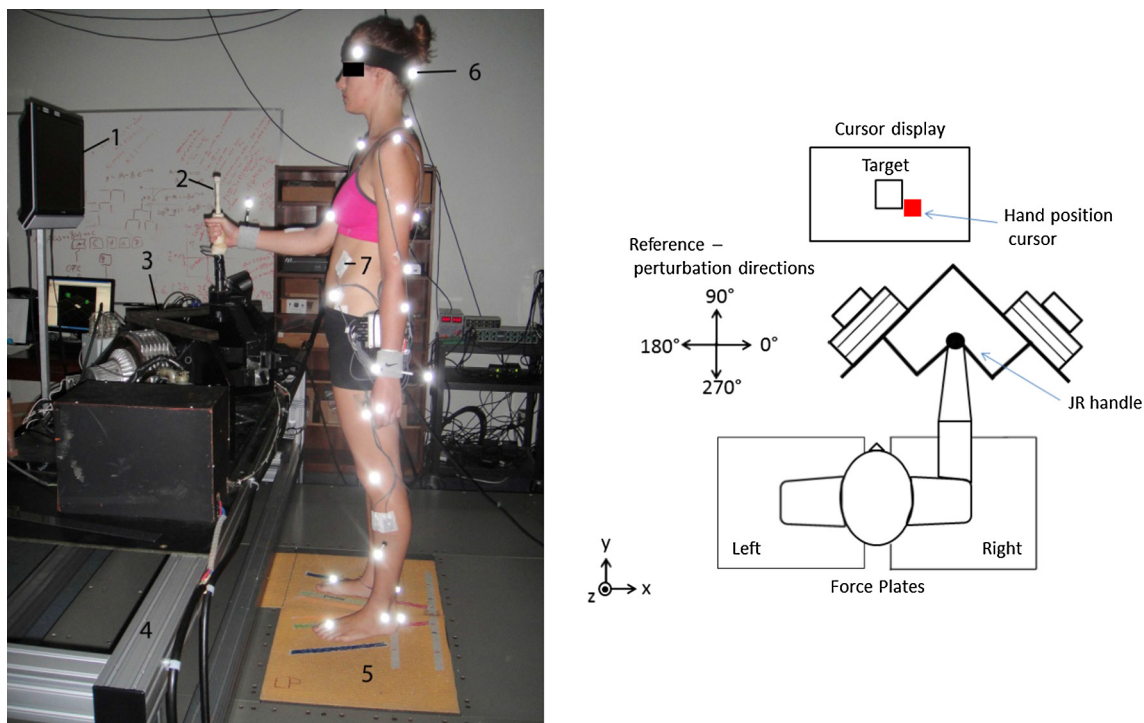 1
2
3
4
5
6
7
LP
Cursor display
Target
Hand position
cursor
Reference –
perturbation directions
90°
180°
0°
270°
JR handle
Left
Right
Force Plates
y
z
x